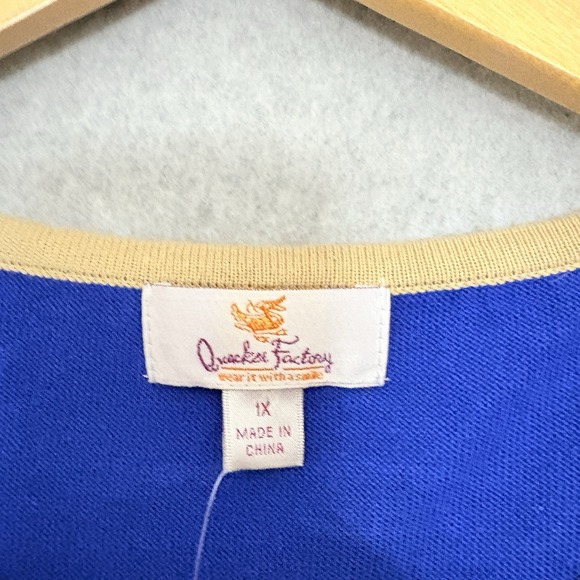 Quacker Factory
wear it with a smile
1X
MADE IN
CHINA